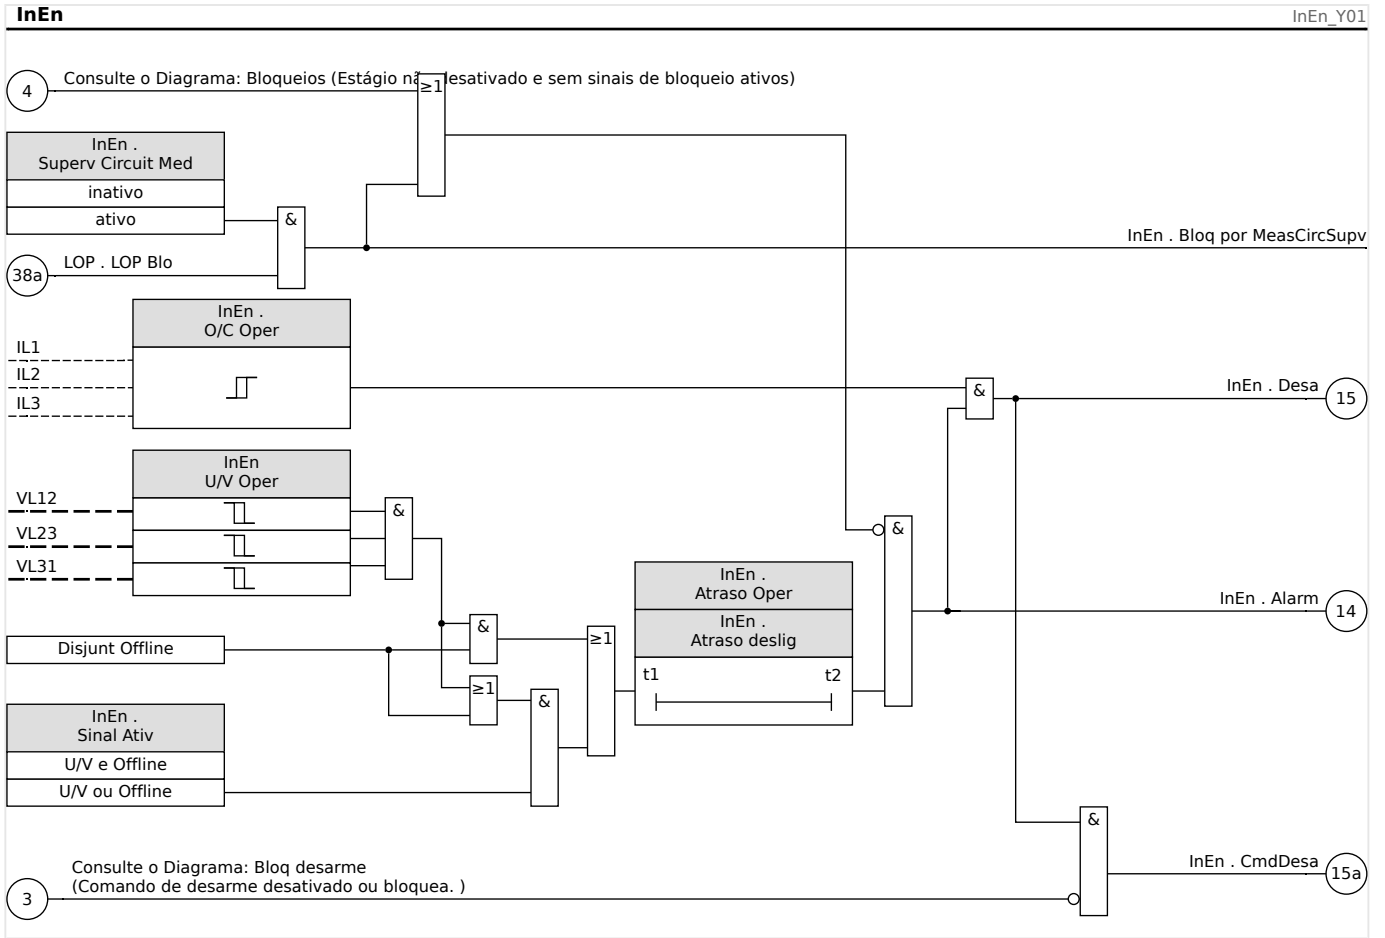 InEn
InEn_Y01
4
Consulte o Diagrama: Bloqueios (Estágio nã desativado e sem sinais de bloqueio ativos)
≥1
InEn .
Superv Circuit Med
inativo
ativo
&
InEn . Bloq por MeasCircSupv
38a
LOP . LOP Blo
InEn .
O/C Oper
IL1
IL2
IL3
&
InEn . Desa
15
InEn
U/V Oper
VL12
VL23
VL31
&
&
InEn .
Atraso Oper
InEn .
Atraso deslig
t1
t2
InEn . Alarm
14
Disjunt Offline
&
≥1
≥1
&
InEn .
Sinal Ativ
U/V e Offline
U/V ou Offline
&
InEn . CmdDesa
15a
Consulte o Diagrama: Bloq desarme
(Comando de desarme desativado ou bloquea. )
3